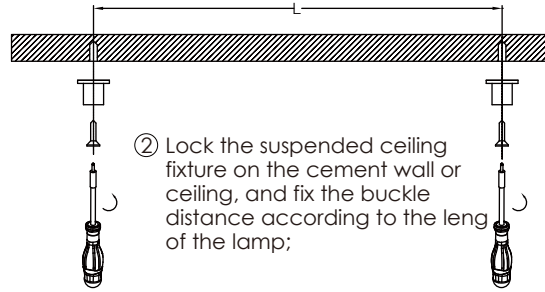 L
② Lock the suspended ceiling
fixture on the cement wall or
ceiling, and fix the buckle
distance according to the leng
of the lamp;